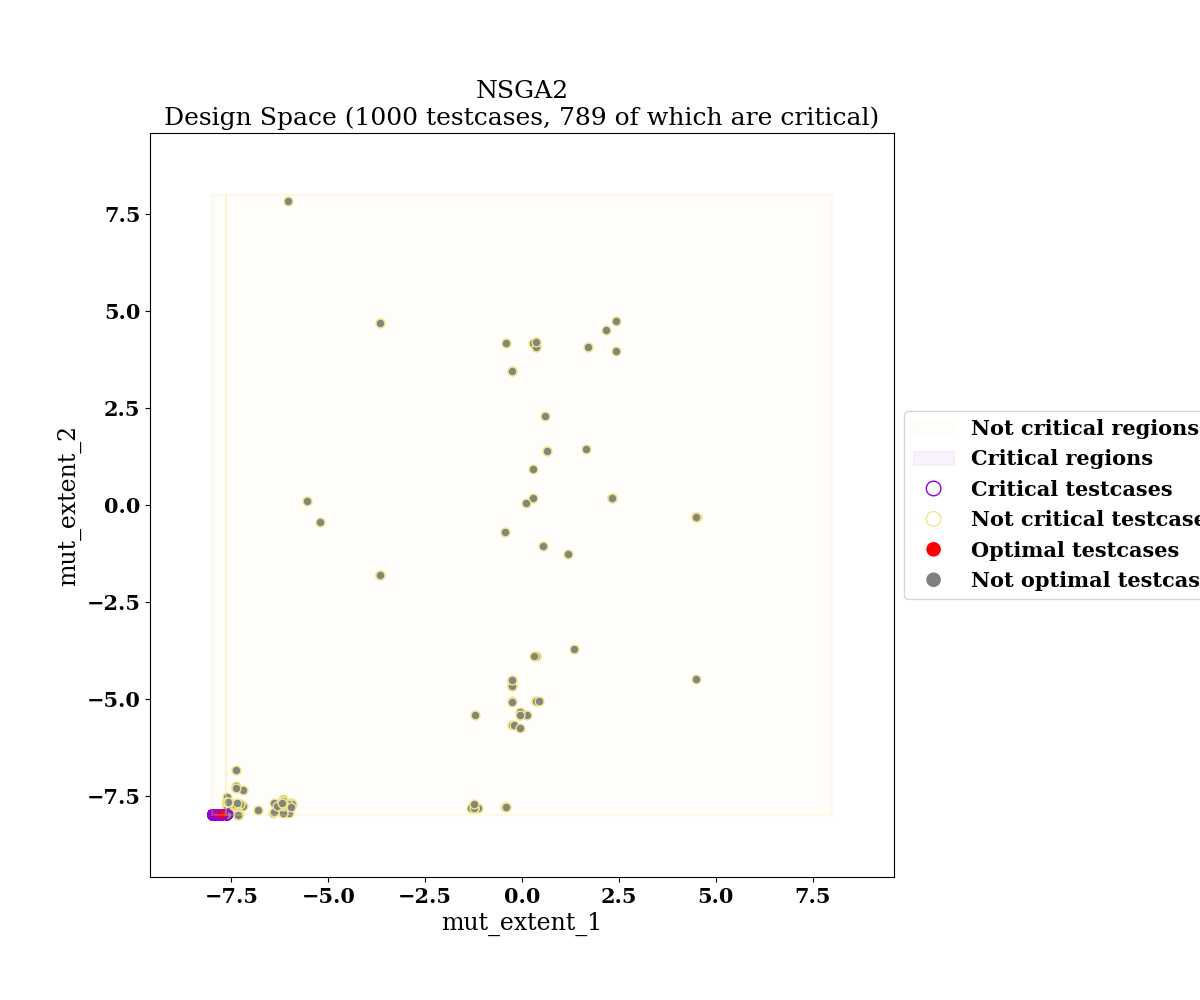 NSGA2
Design Space (1000 testcases, 789 of which are critical)
7.5
5.0
2.5
0.0
−2.5
−5.0
−7.5
mut_extent_2
−7.5
−5.0
−2.5
0.0
2.5
5.0
7.5
mut_extent_1
Not critical regions
Critical regions
Critical testcases
Not critical testcase
Optimal testcases
Not optimal testcas